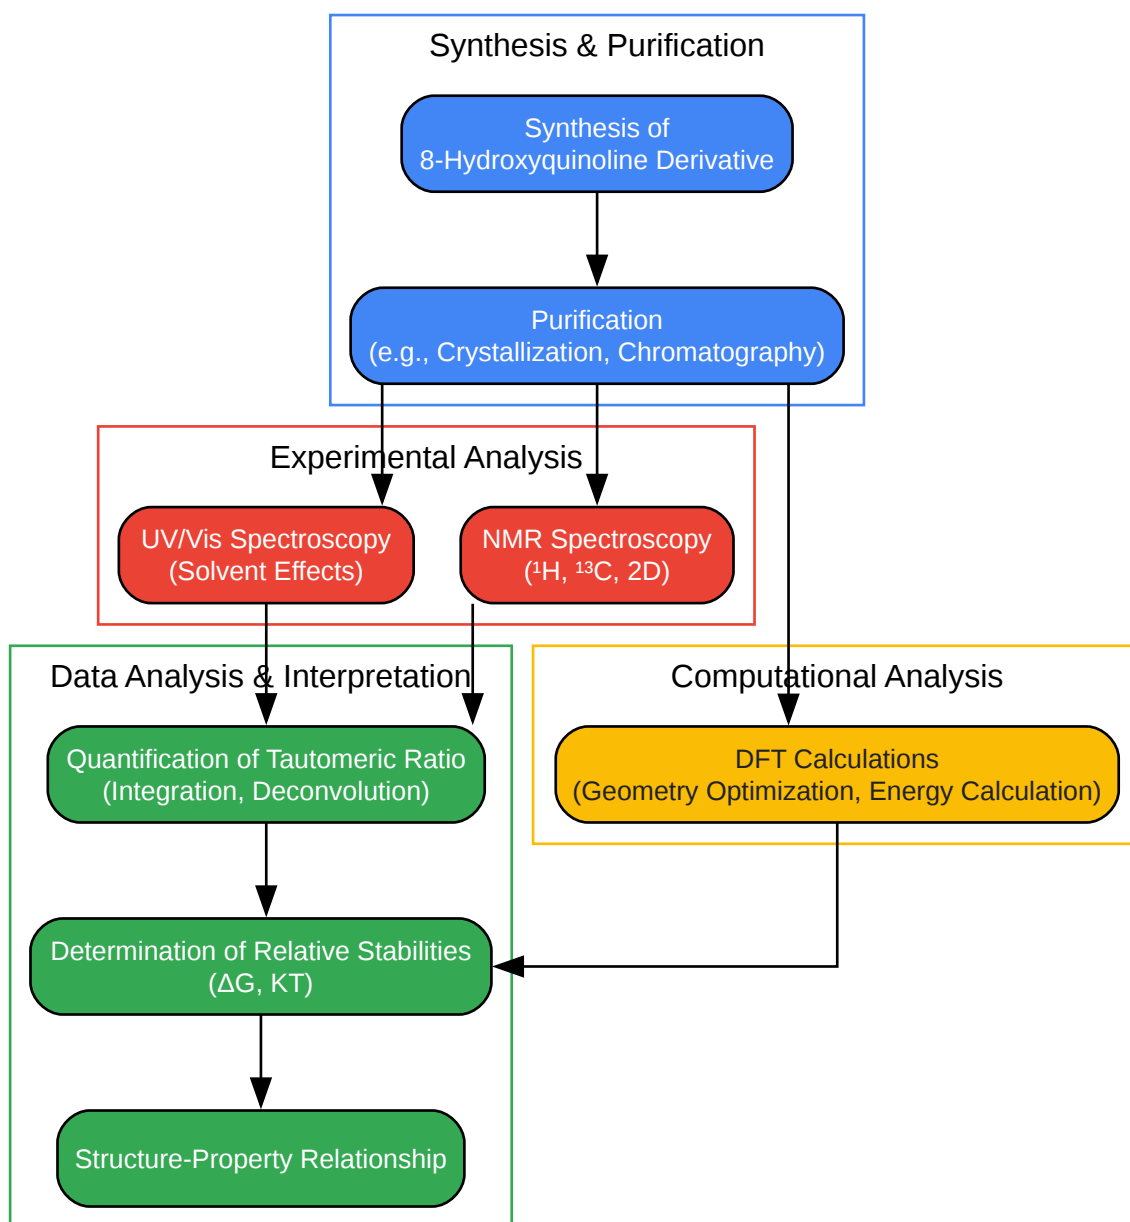 Synthesis & Purification
Synthesis of
8-Hydroxyquinoline Derivative
Purification
(e.g., Crystallization, Chromatography)
Experimental Analysis
UV/Vis Spectroscopy
(Solvent Effects)
NMR Spectroscopy
(¹H, ¹³C, 2D)
Data Analysis & Interpretation
Quantification of Tautomeric Ratio
(Integration, Deconvolution)
Computational Analysis
DFT Calculations
(Geometry Optimization, Energy Calculation)
Determination of Relative Stabilities
(ΔG, KT)
Structure-Property Relationship